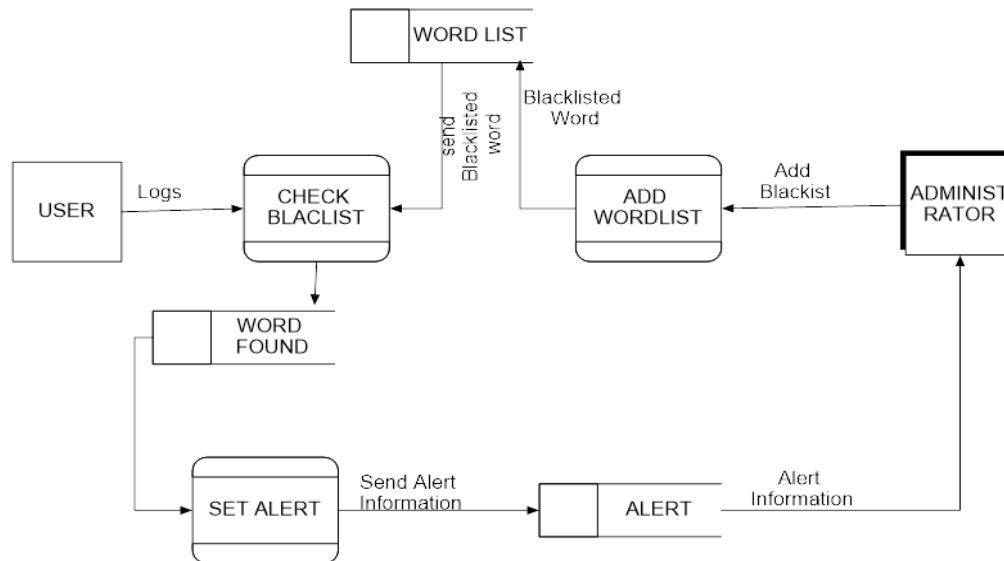 WORD LIST
send
Blacklisted
word
Blacklisted
Word
USER
Logs
CHECK
BLACLIST
ADD
WORDLIST
Add
Blackist
ADMINIST
RATOR
WORD
FOUND
SET ALERT
Send Alert
Information
ALERT
Alert
Information